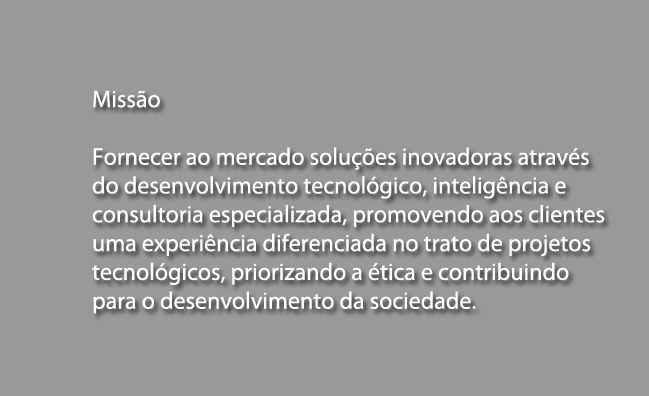 Missão
Fornecer ao mercado soluções inovadoras através
do desenvolvimento tecnológico, inteligência e
consultoria especializada, promovendo aos clientes
uma experiência diferenciada no trato de projetos
tecnológicos, priorizando a ética e contribuindo
para o desenvolvimento da sociedade.